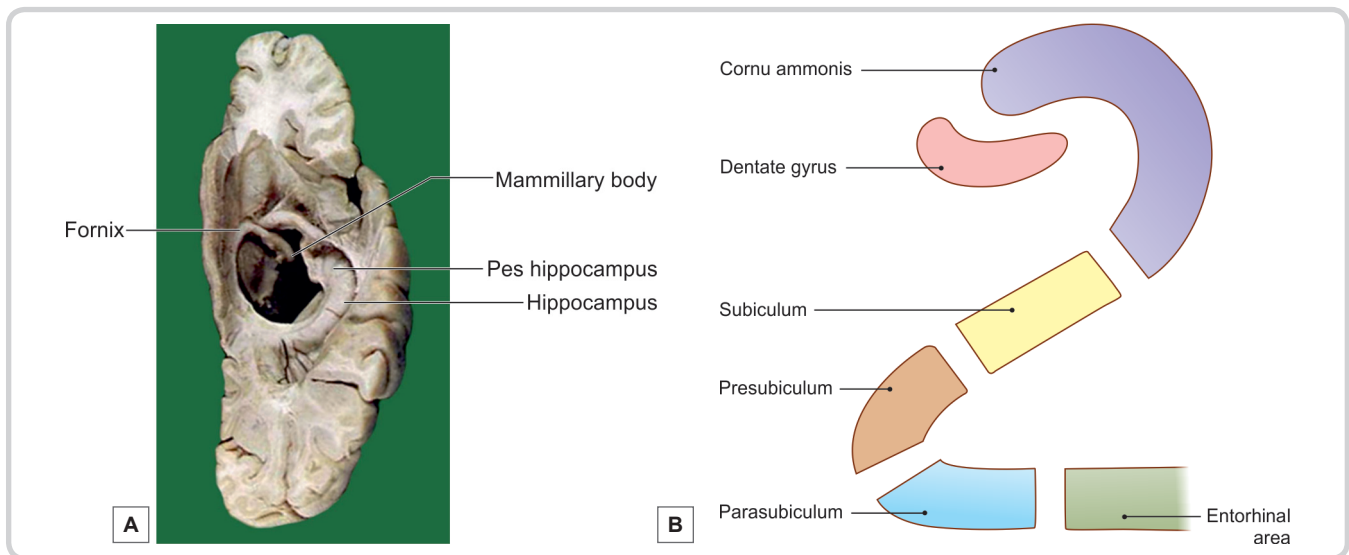 Fornix
Mammillary body
Pes hippocampus
Hippocampus
A
Cornu ammonis
Dentate gyrus
Subiculum
Presubiculum
Parasubiculum
Entorhinal
area
B